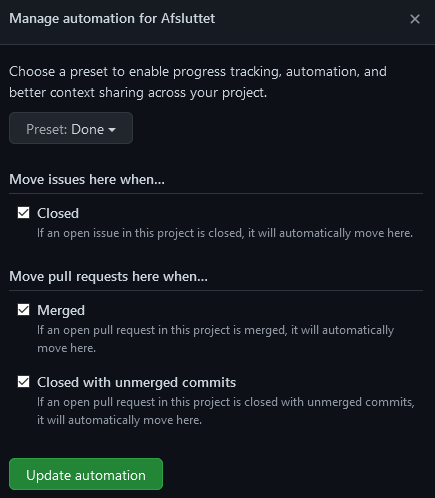 Manage automation for Afsluttet
Choose a preset to enable progress tracking, automation, and
better context sharing across your project.
Preset: Done
Move issues here when...
Closed
If an open issue in this project is closed, it will automatically move here.
Move pull requests here when...
Merged
If an open pull request in this project is merged, it will automatically
move here.
Closed with unmerged commits
If an open pull request in this project is closed with unmerged commits,
it will automatically move here.
Update automation